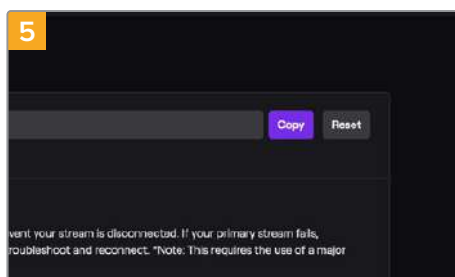 5
Copy Reset
vent your stream is disconnected. If your primary stream fails,
roubleshoot and reconnect. *Note: This requires the use of a major